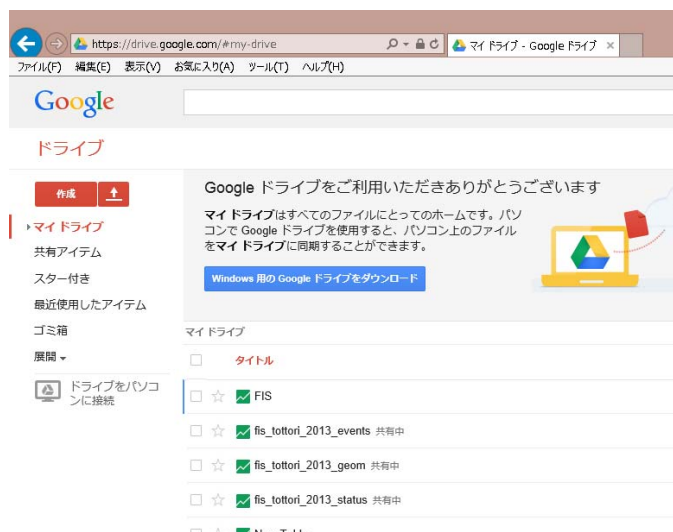 https://drive.google.com/#my-drive
マイ ドライブ - Google ドライブ
ファイル(F) 編集(E) 表示(V) お気に入り(A) ツール(T) ヘルプ(H)
Google
ドライブ
作成
Google ドライブをご利用いただきありがとうございます
マイ ドライブはすべてのファイルにとってのホームです。パソ
コンで Google ドライブを使用すると、パソコン上のファイル
をマイ ドライブに同期することができます。
Windows 用の Google ドライブをダウンロード
マイ ドライブ
共有アイテム
スター付き
最近使用したアイテム
ゴミ箱
展開
ドライブをパソコ
ンに接続
マイ ドライブ
タイトル
FIS
fis_tottori_2013_events 共有中
fis_tottori_2013_geom 共有中
fis_tottori_2013_status 共有中